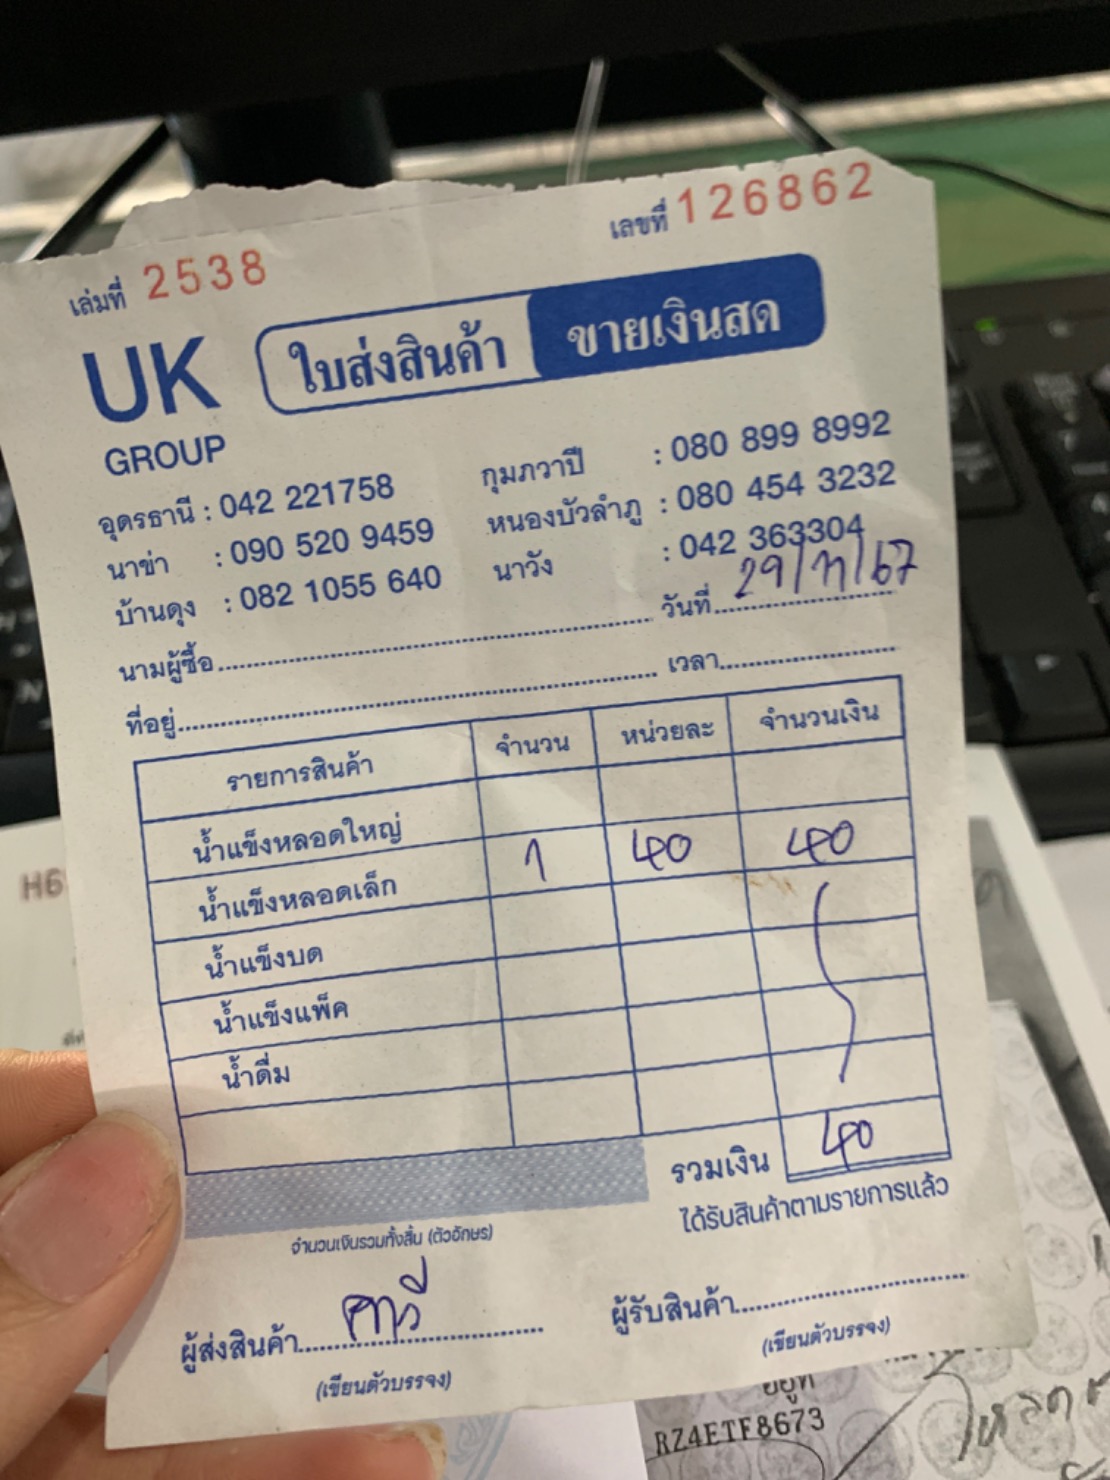 เล่มที่ 2538 เลขที่ 126862
UK GROUP
ใบส่งสินค้า ขายเงินสด
อุดรธานี : 042 221758 กุมภวาปี : 080 899 8992
นาข่า : 090 520 9459 หนองบัวลำภู : 080 454 3232
บ้านดุง : 082 1055 640 นาวัง : 042 363304
นามผู้ซื้อ วันที่ 29/11/67
ที่อยู่ เวลา
รายการสินค้า จำนวน หน่วยละ จำนวนเงิน
น้ำแข็งหลอดใหญ่
น้ำแข็งหลอดเล็ก 1 40 40
น้ำแข็งบด
น้ำแข็งแพ็ค
น้ำดื่ม
รวมเงิน 40
จำนวนเงินรวมทั้งสิ้น (ตัวอักษร) ได้รับสินค้าตามรายการแล้ว
ผู้ส่งสินค้า ผู้รับสินค้า
(เขียนตัวบรรจง) (เขียนตัวบรรจง)
RZ4ETF8673